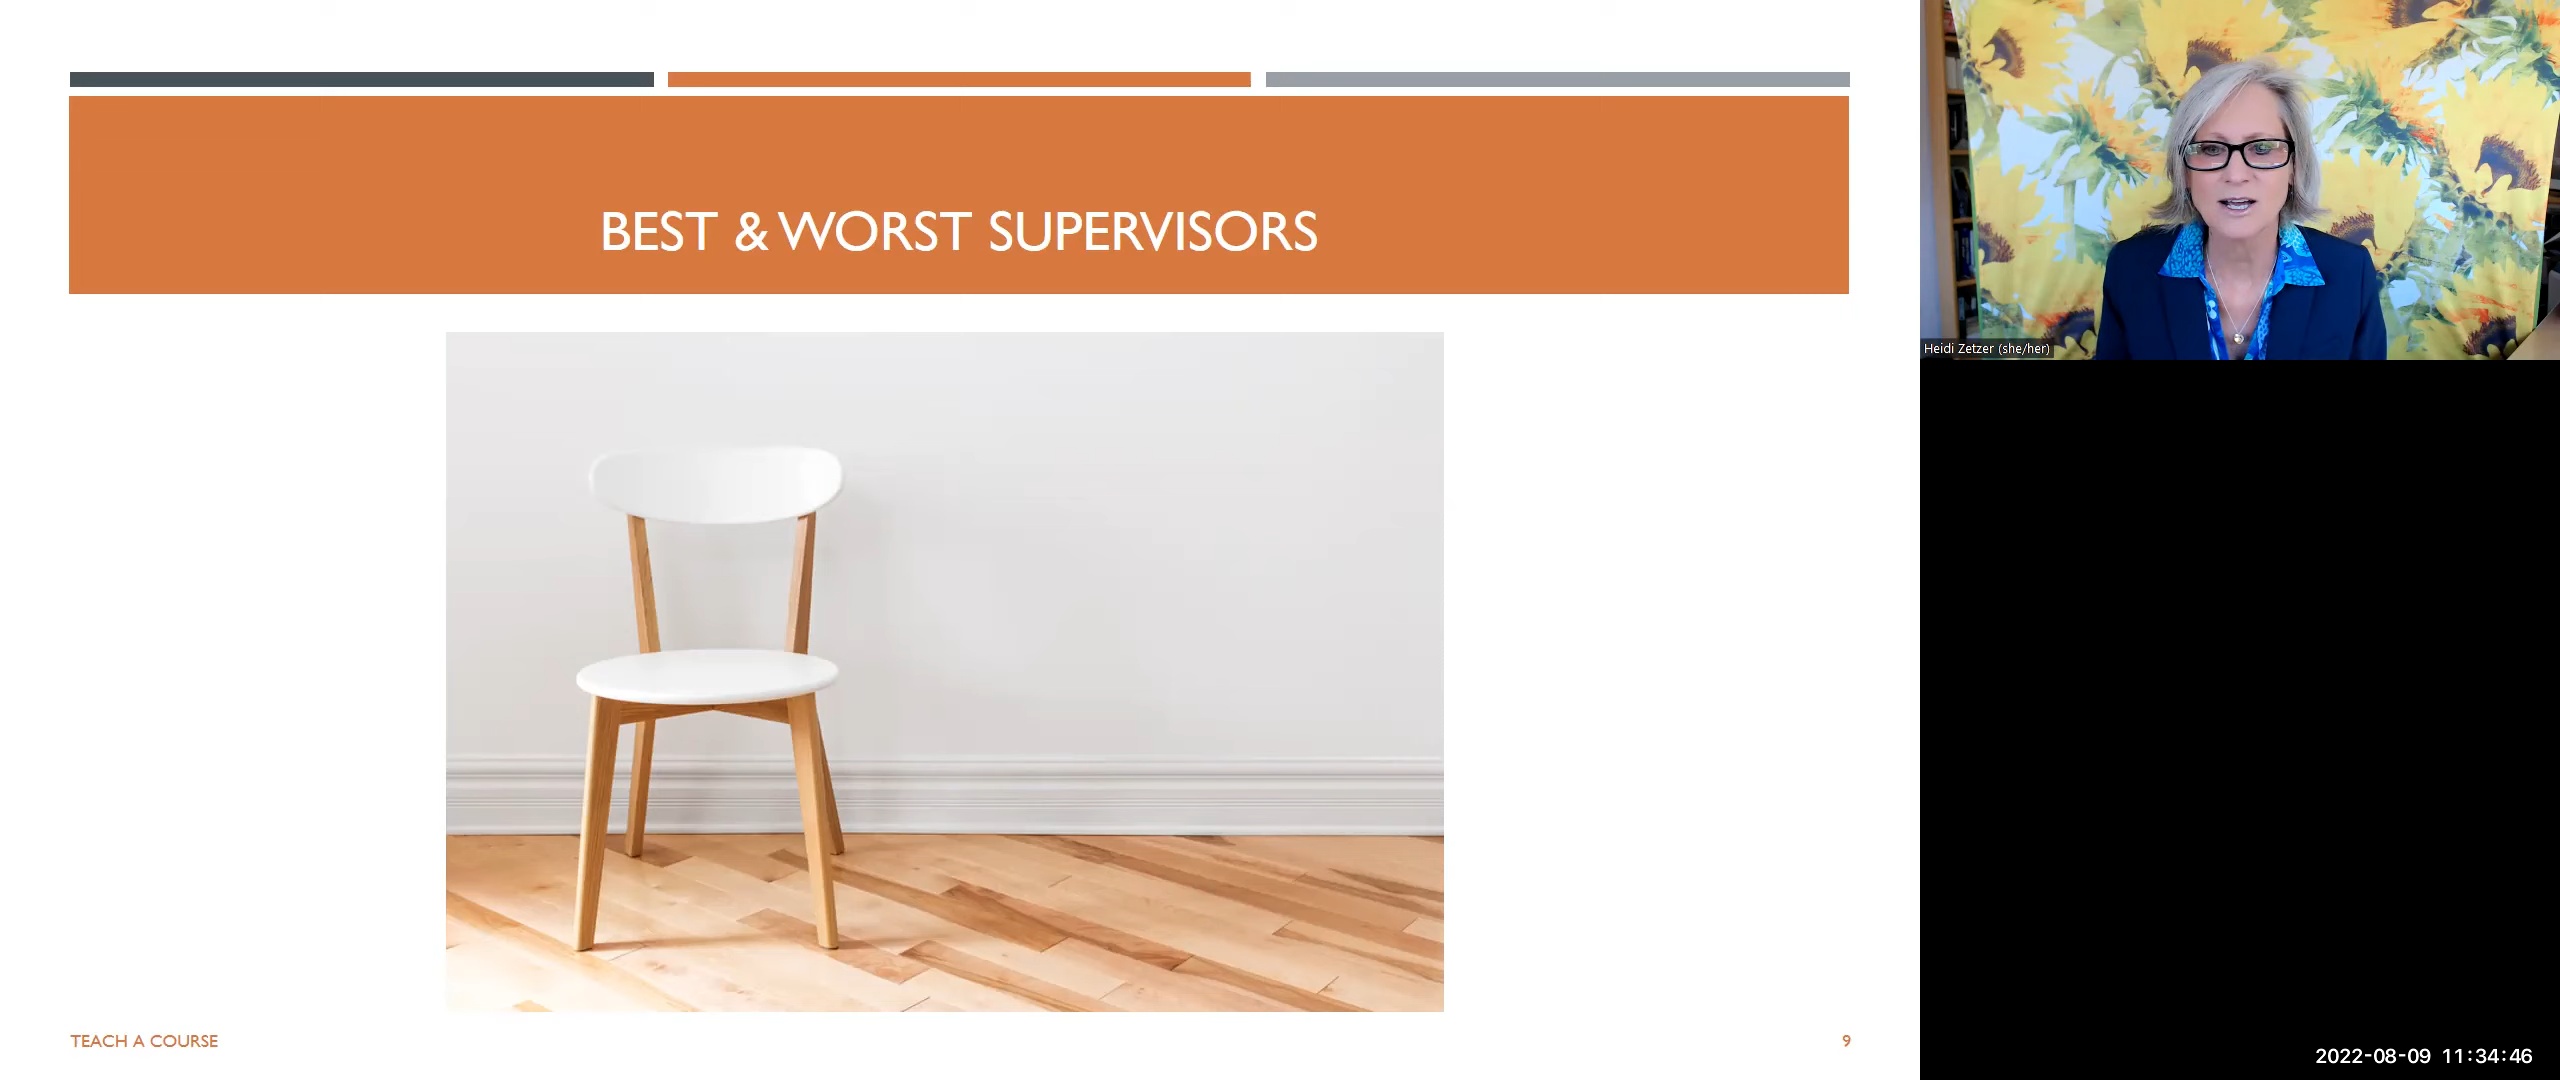 BEST & WORST SUPERVISORS
Heidi Zetzer (she/her)
TEACH A COURSE
9
2022-08-09 11:34:46